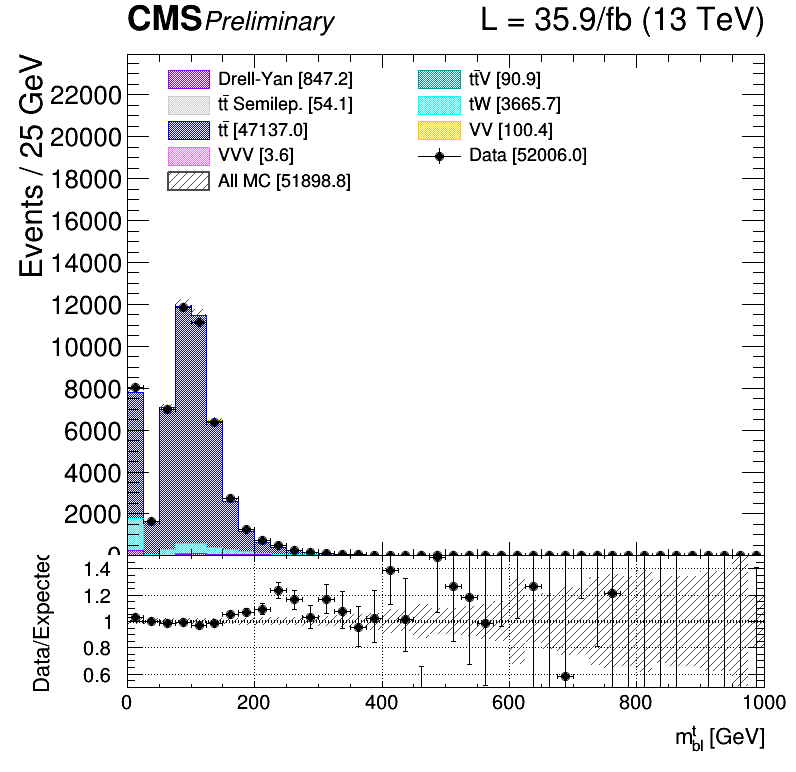 CMS Preliminary L = 35.9/fb (13 TeV)
Events / 25 GeV
22000
20000
18000
16000
14000
12000
10000
8000
6000
4000
2000
0
Drell-Yan [847.2]
tt̄ Semilep. [54.1]
tt̄ [47137.0]
VVV [3.6]
All MC [51898.8]
tt̄V [90.9]
tW [3665.7]
VV [100.4]
Data [52006.0]
Data/Expected
1.4
1.2
1
0.8
0.6
0 200 400 600 800 1000
m^t_bl [GeV]